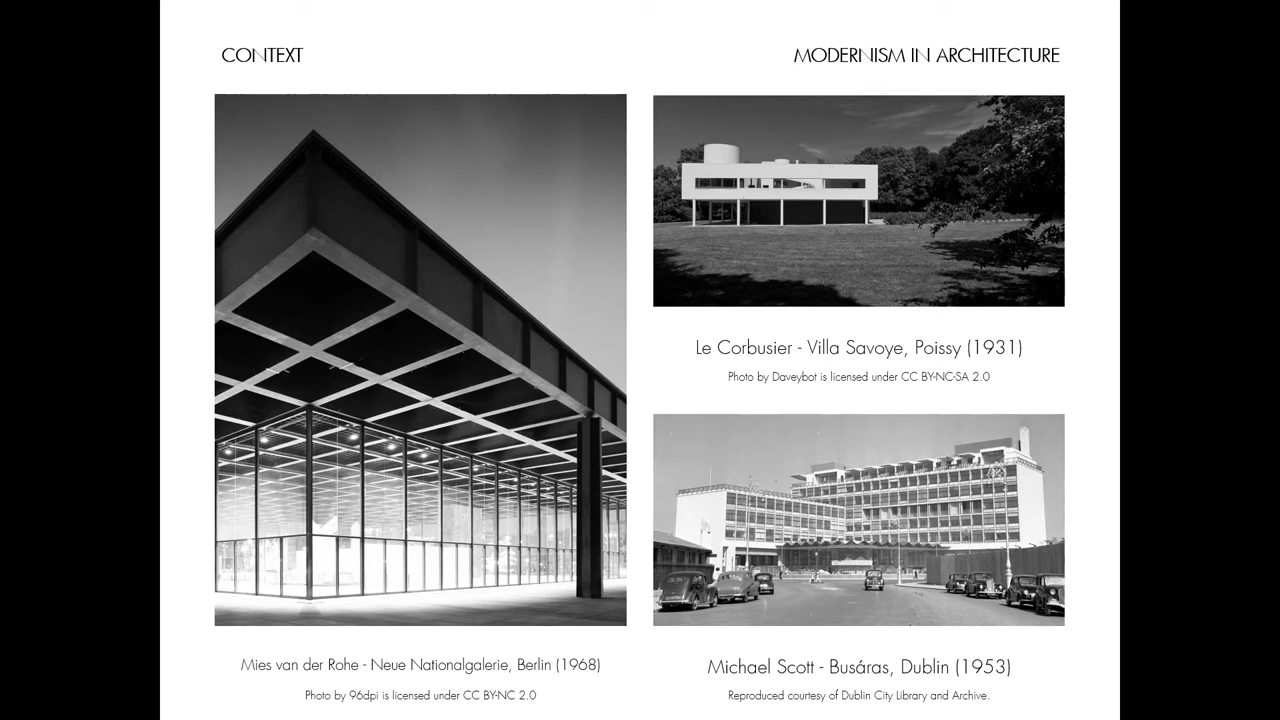 CONTEXT
MODERNISM IN ARCHITECTURE
Mies van der Rohe - Neue Nationalgalerie, Berlin (1968)
Photo by 96dpi is licensed under CC BY-NC 2.0
Le Corbusier - Villa Savoye, Poissy (1931)
Photo by Daveybot is licensed under CC BY-NC-SA 2.0
Michael Scott - Busáras, Dublin (1953)
Reproduced courtesy of Dublin City Library and Archive.